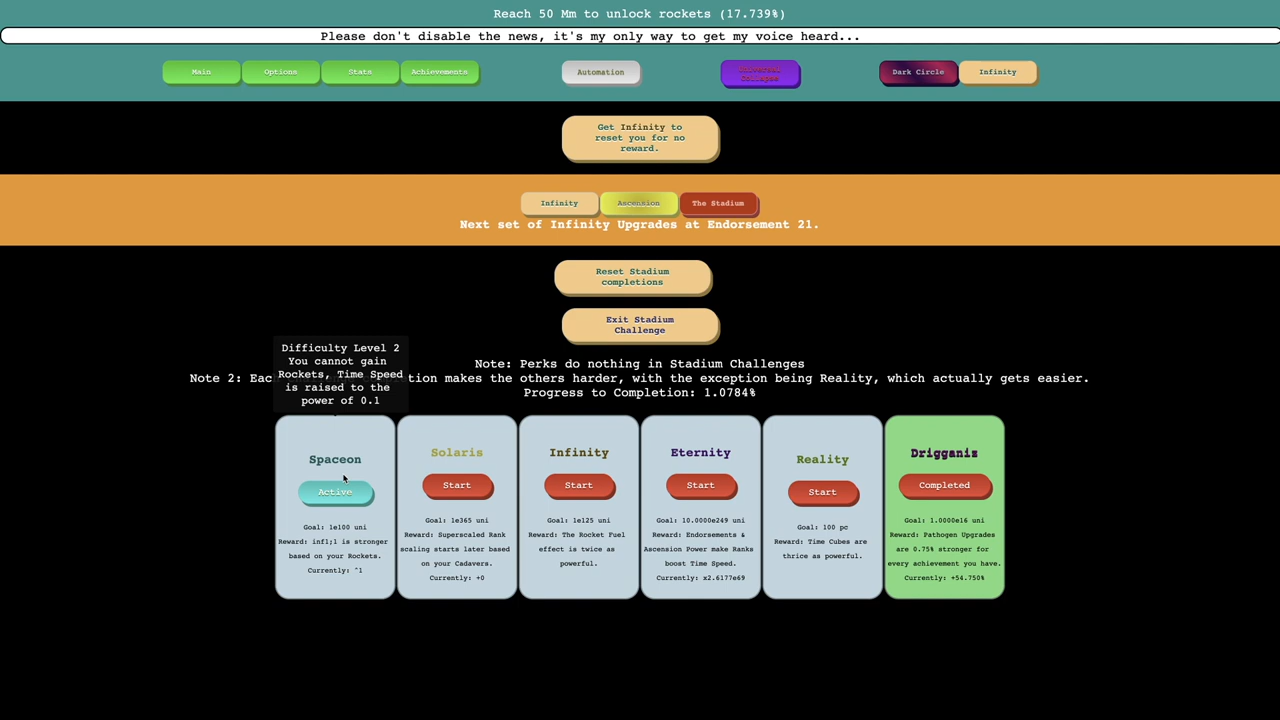 Reach 50 Mm to unlock rockets (17.739%)
Please don't disable the news, it's my only way to get my voice heard...
Main
Options
Stats
Achievements
Automation
Universal
Collapse
Dark Circle
Infinity
Get Infinity to
reset you for no
reward.
Infinity
Ascension
The Stadium
Next set of Infinity Upgrades at Endorsement 21.
Reset Stadium
completions
Exit Stadium
Challenge
Difficulty Level 2
You cannot gain
Rockets, Time Speed
is raised to the
power of 0.1
Note: Perks do nothing in Stadium Challenges
Note 2: Each completion makes the others harder, with the exception being Reality, which actually gets easier.
Progress to Completion: 1.0784%
Spaceon
Active
Goal: 1e100 uni
Reward: inf1;1 is stronger
based on your Rockets.
Currently: ^1
Solaris
Start
Goal: 1e365 uni
Reward: Superscaled Rank
scaling starts later based
on your Cadavers.
Currently: +0
Infinity
Start
Goal: 1e125 uni
Reward: The Rocket Fuel
effect is twice as
powerful.
Eternity
Start
Goal: 10.0000e249 uni
Reward: Endorsements &
Ascension Power make Ranks
boost Time Speed.
Currently: x2.6177e69
Reality
Start
Goal: 100 pc
Reward: Time Cubes are
thrice as powerful.
Drigganiz
Completed
Goal: 1.0000e16 uni
Reward: Pathogen Upgrades
are 0.75% stronger for
every achievement you have.
Currently: +54.750%